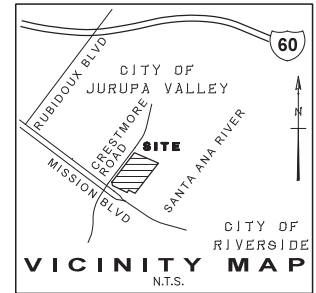 60
RUBIDOUX BLVD
CITY OF
JURUPA VALLEY
N
CRESTMORE
ROAD
SITE
MISSION BLVD
SANTA ANA RIVER
CITY OF
RIVERSIDE
VICINITY MAP
N.T.S.